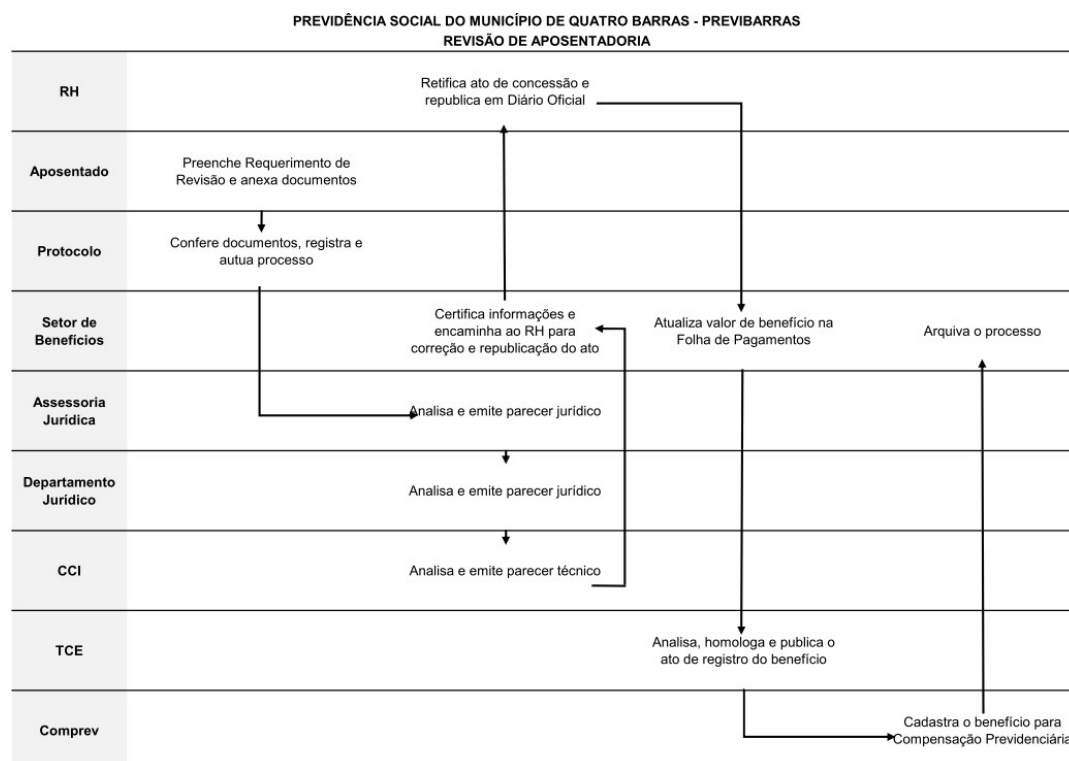 PREVIDÊNCIA SOCIAL DO MUNICÍPIO DE QUATRO BARRAS - PREVIBARRAS
REVISÃO DE APOSENTADORIA
RH
Retifica ato de concessão e
republica em Diário Oficial
Aposentado
Preenche Requerimento de
Revisão e anexa documentos
Protocolo
Confere documentos, registra e
autua processo
Setor de
Benefícios
Certifica informações e
encaminha ao RH para
correção e republicação do ato
Atualiza valor de benefício na
Folha de Pagamentos
Arquiva o processo
Assessoria
Jurídica
Analisa e emite parecer jurídico
Departamento
Jurídico
Analisa e emite parecer jurídico
CCI
Analisa e emite parecer técnico
TCE
Analisa, homologa e publica o
ato de registro do benefício
Comprev
Cadastra o benefício para
Compensação Previdenciária